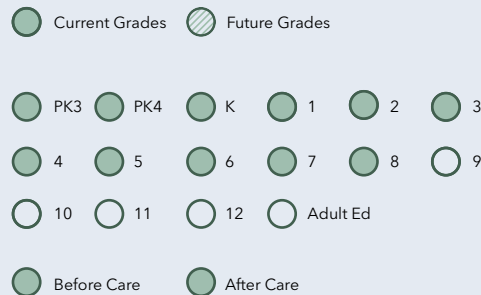 Current Grades Future Grades
PK3 PK4 K 1 2 3
4 5 6 7 8 9
10 11 12 Adult Ed
Before Care After Care